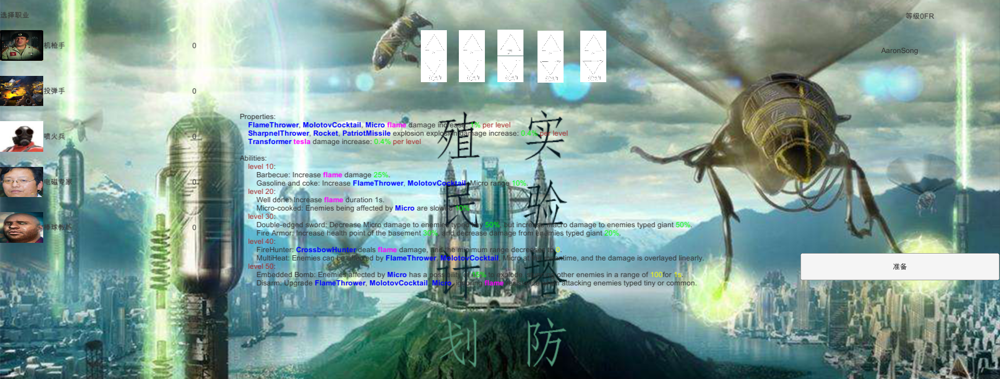 选择职业
等级0FR
机枪手 0
AaronSong
投弹手 0
喷火兵 0
电磁专家 0
棒球教练 0
Properties:
FlameThrower, MolotovCocktail, Micro flame damage increase: 1% per level
SharpnelThrower, Rocket, PatriotMissile explosion explosion damage increase: 0.4% per level
Transformer tesla damage increase: 0.4% per level
Abilities:
level 10:
Barbecue: Increase flame damage 25%.
Gasoline and coke: Increase FlameThrower, MolotovCocktail, Micro range 10%.
level 20:
Well done: Increase flame duration 1s.
Micro-cooked: Enemies being affected by Micro are slowed 10%.
level 30:
Double-edged sword: Decrease Micro damage to enemies typed tiny 50%, but increase macro damage to enemies typed giant 50%.
Fire Armor: Increase health point of the basement 30%, and decrease damage from enemies typed giant 20%.
level 40:
FireHunter: CrossbowHunter deals flame damage, and the minimum range decreases to 0.
MultiHeat: Enemies can be affected by FlameThrower, MolotovCocktail, Micro at the meantime, and the damage is overlayed linearly.
level 50:
Embedded Bomb: Enemies affected by Micro has a possibility of to explode, other enemies in a range of 100for 1s.
Disarm: Upgrade FlameThrower, MolotovCocktail, Micro, ignoring flame resistance when attacking enemies typed tiny or common.
准备
殖民计划
实验塔防